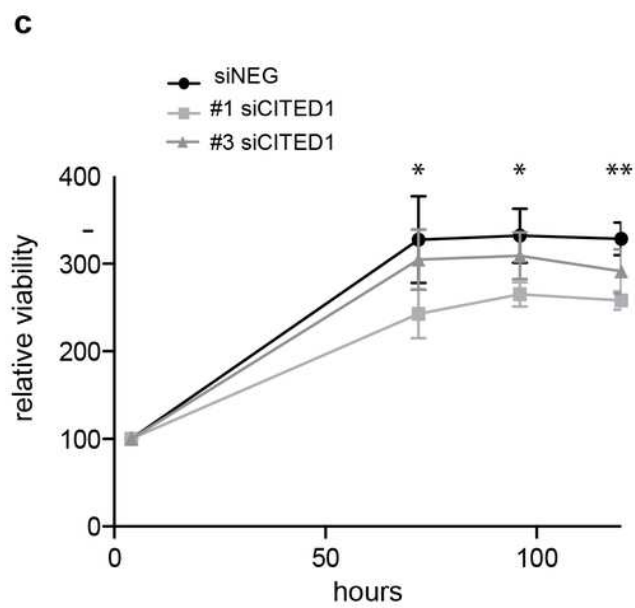 c
siNEG
#1 siCITED1
#3 siCITED1
* * **
400
-
300
200
100
0
relative viability
0 50 100
hours